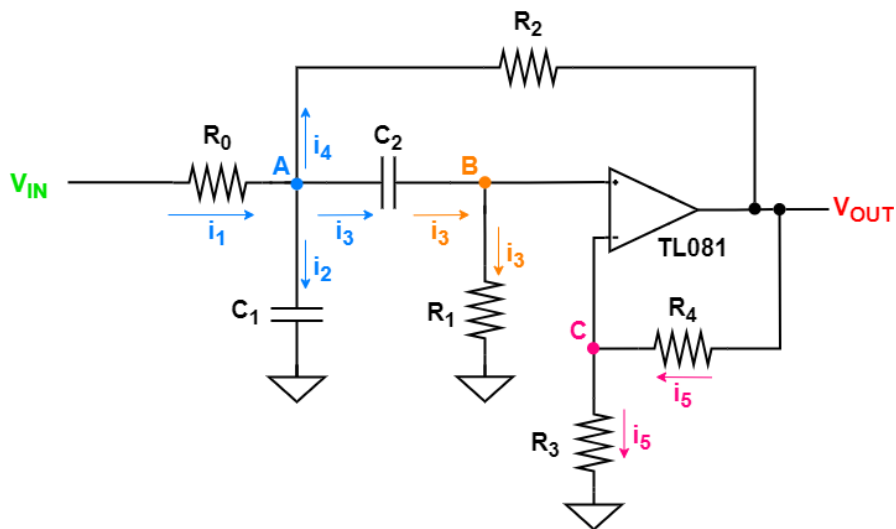 R2
R0
A
i4
C2
B
VIN
i1
i3
i3
i3
+
-
TL081
VOUT
i2
C1
R1
C
R4
i5
R3
i5